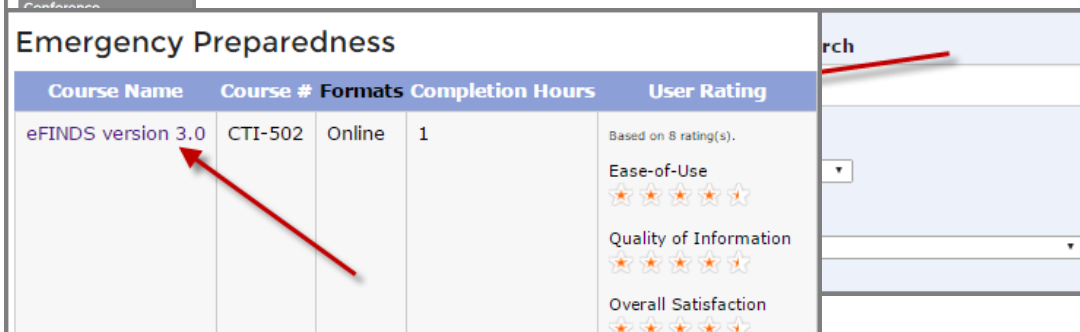 Conference
Emergency Preparedness
rch
Course Name Course # Formats Completion Hours User Rating
eFINDS version 3.0 CTI-502 Online 1
Based on 8 rating(s).
Ease-of-Use
Quality of Information
Overall Satisfaction